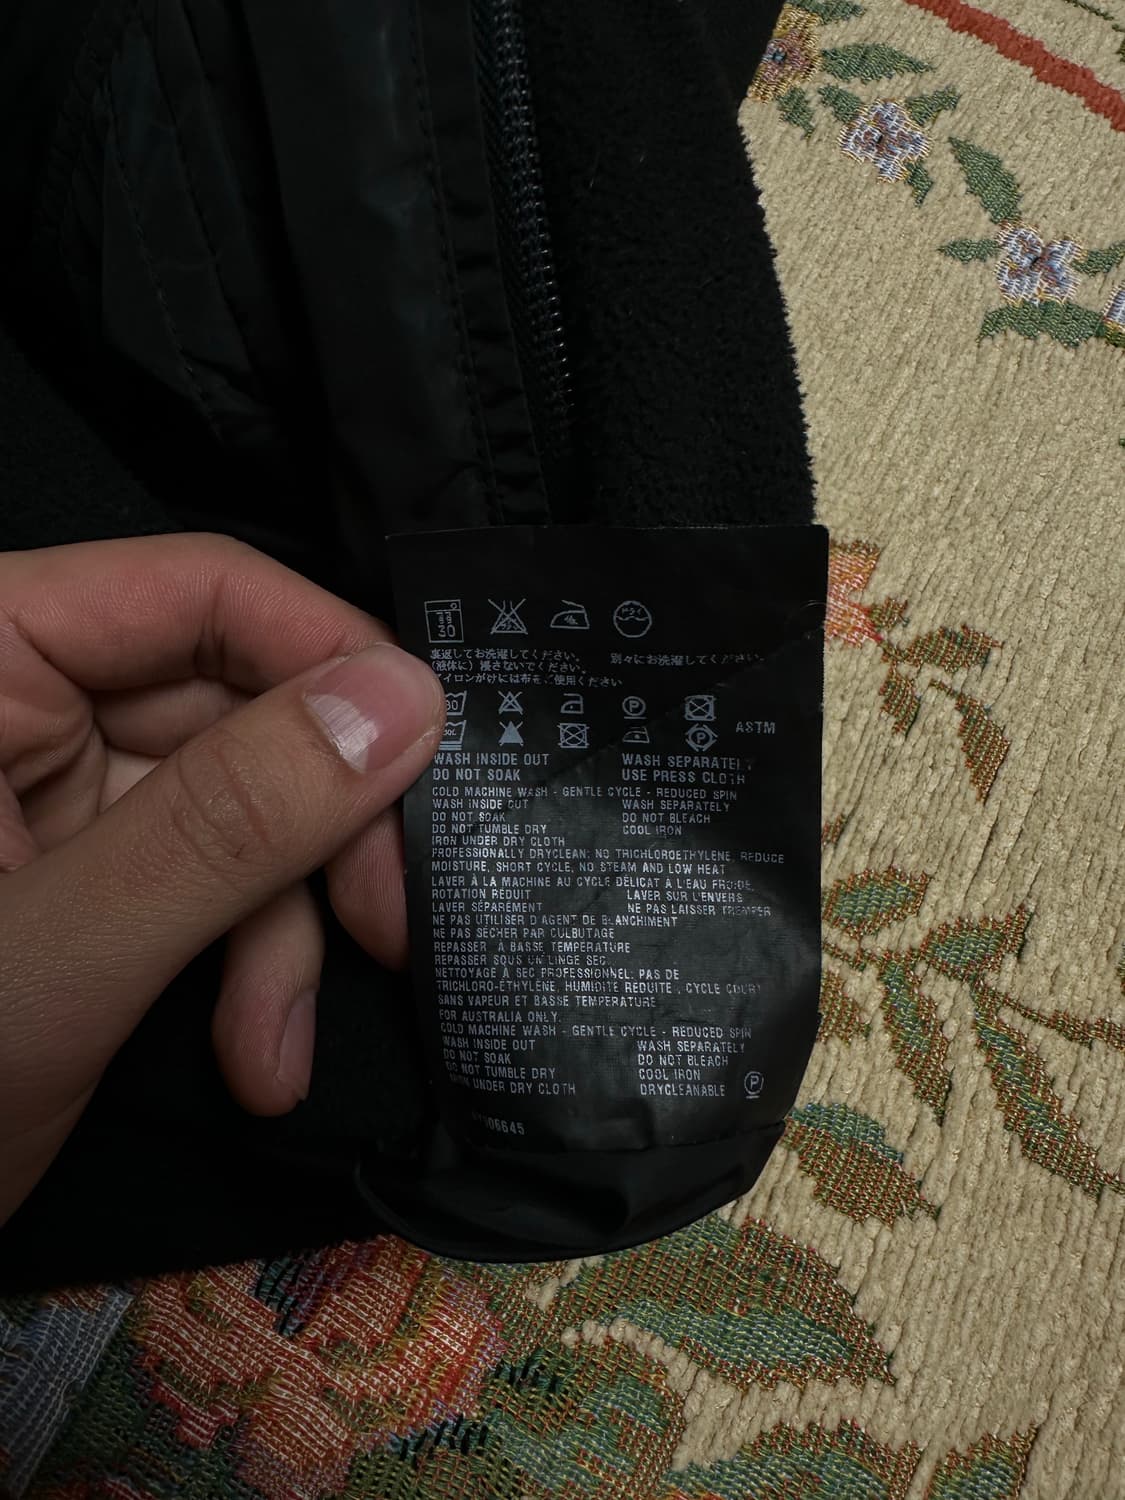 30
裏返してお洗濯してください。 別々にお洗濯してください。
(液体に)浸さないでください。
アイロンがけには布をご使用ください
30 P
P ASTM
WASH INSIDE OUT WASH SEPARATELY
DO NOT SOAK USE PRESS CLOTH
COLD MACHINE WASH - GENTLE CYCLE - REDUCED SPIN
WASH INSIDE OUT WASH SEPARATELY
DO NOT SOAK DO NOT BLEACH
DO NOT TUMBLE DRY COOL IRON
IRON UNDER DRY CLOTH
PROFESSIONALLY DRYCLEAN: NO TRICHLOROETHYLENE, REDUCE
MOISTURE, SHORT CYCLE, NO STEAM AND LOW HEAT
LAVER À LA MACHINE AU CYCLE DÉLICAT À L'EAU FROIDE.
ROTATION RÉDUIT LAVER SUR L'ENVERS
LAVER SÉPARÉMENT NE PAS LAISSER TREMPER
NE PAS UTILISER D'AGENT DE BLANCHIMENT
NE PAS SÉCHER PAR CULBUTAGE
REPASSER À BASSE TEMPÉRATURE
REPASSER SOUS UN LINGE SEC.
NETTOYAGE À SEC PROFESSIONNEL: PAS DE
TRICHLORO-ÉTHYLÈNE, HUMIDITÉ RÉDUITE, CYCLE COURT
SANS VAPEUR ET BASSE TEMPÉRATURE
FOR AUSTRALIA ONLY.
COLD MACHINE WASH - GENTLE CYCLE - REDUCED SPIN
WASH INSIDE OUT WASH SEPARATELY
DO NOT SOAK DO NOT BLEACH
DO NOT TUMBLE DRY COOL IRON
IRON UNDER DRY CLOTH DRYCLEANABLE P